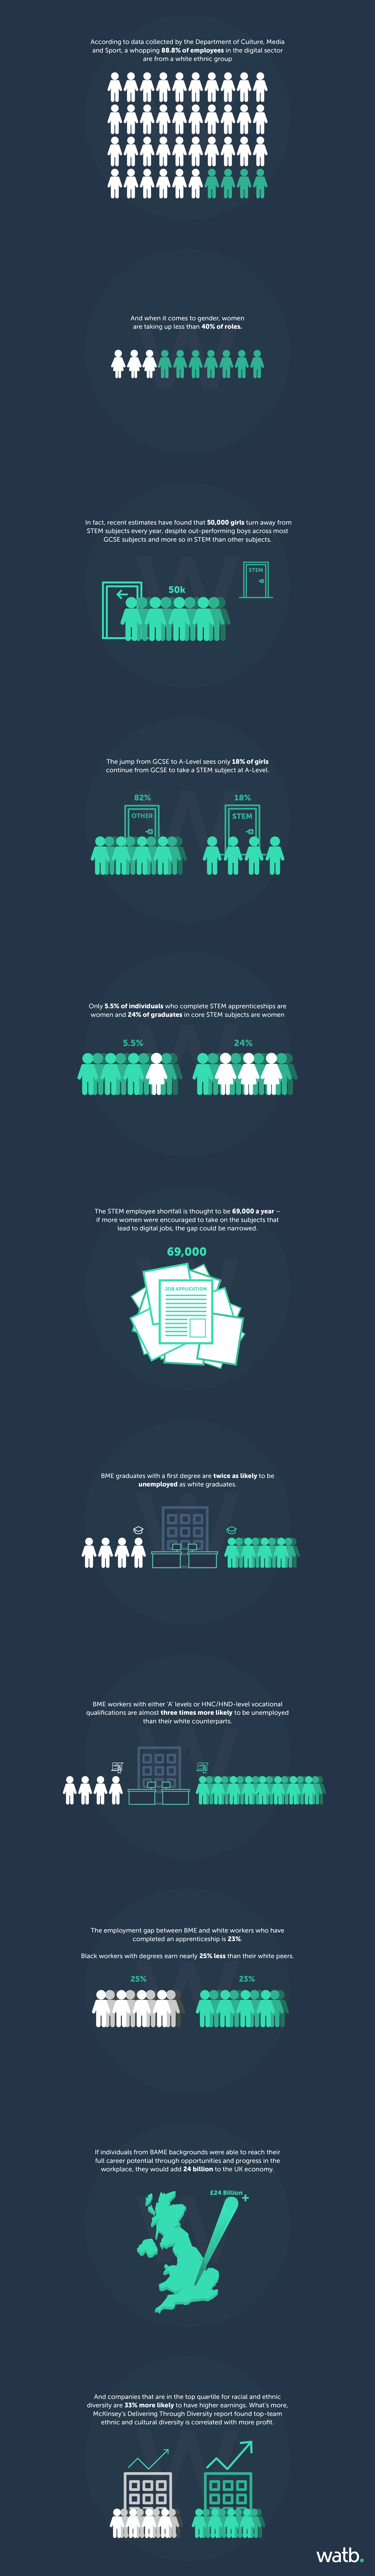 According to data collected by the Department of Culture, Media
and Sport, a whopping 88.8% of employees in the digital sector
are from a white ethnic group
And when it comes to gender, women
are taking up less than 40% of roles.
In fact, recent estimates have found that 50,000 girls turn away from
STEM subjects every year, despite out-performing boys across most
GCSE subjects and more so in STEM than other subjects.
STEM
50k
The jump from GCSE to A-Level sees only 18% of girls
continue from GCSE to take a STEM subject at A-Level.
82%
18%
OTHER
STEM
Only 5.5% of individuals who complete STEM apprenticeships are
women and 24% of graduates in core STEM subjects are women
5.5%
24%
The STEM employee shortfall is thought to be 69,000 a year –
if more women were encouraged to take on the subjects that
lead to digital jobs, the gap could be narrowed.
69,000
JOB APPLICATION
BME graduates with a first degree are twice as likely to be
unemployed as white graduates.
BME workers with either 'A' levels or HNC/HND-level vocational
qualifications are almost three times more likely to be unemployed
than their white counterparts.
The employment gap between BME and white workers who have
completed an apprenticeship is 23%.
Black workers with degrees earn nearly 25% less than their white peers.
25%
23%
If individuals from BAME backgrounds were able to reach their
full career potential through opportunities and progress in the
workplace, they would add 24 billion to the UK economy.
£24 Billion
+
And companies that are in the top quartile for racial and ethnic
diversity are 33% more likely to have higher earnings. What's more,
McKinsey's Delivering Through Diversity report found top-team
ethnic and cultural diversity is correlated with more profit.
watb.